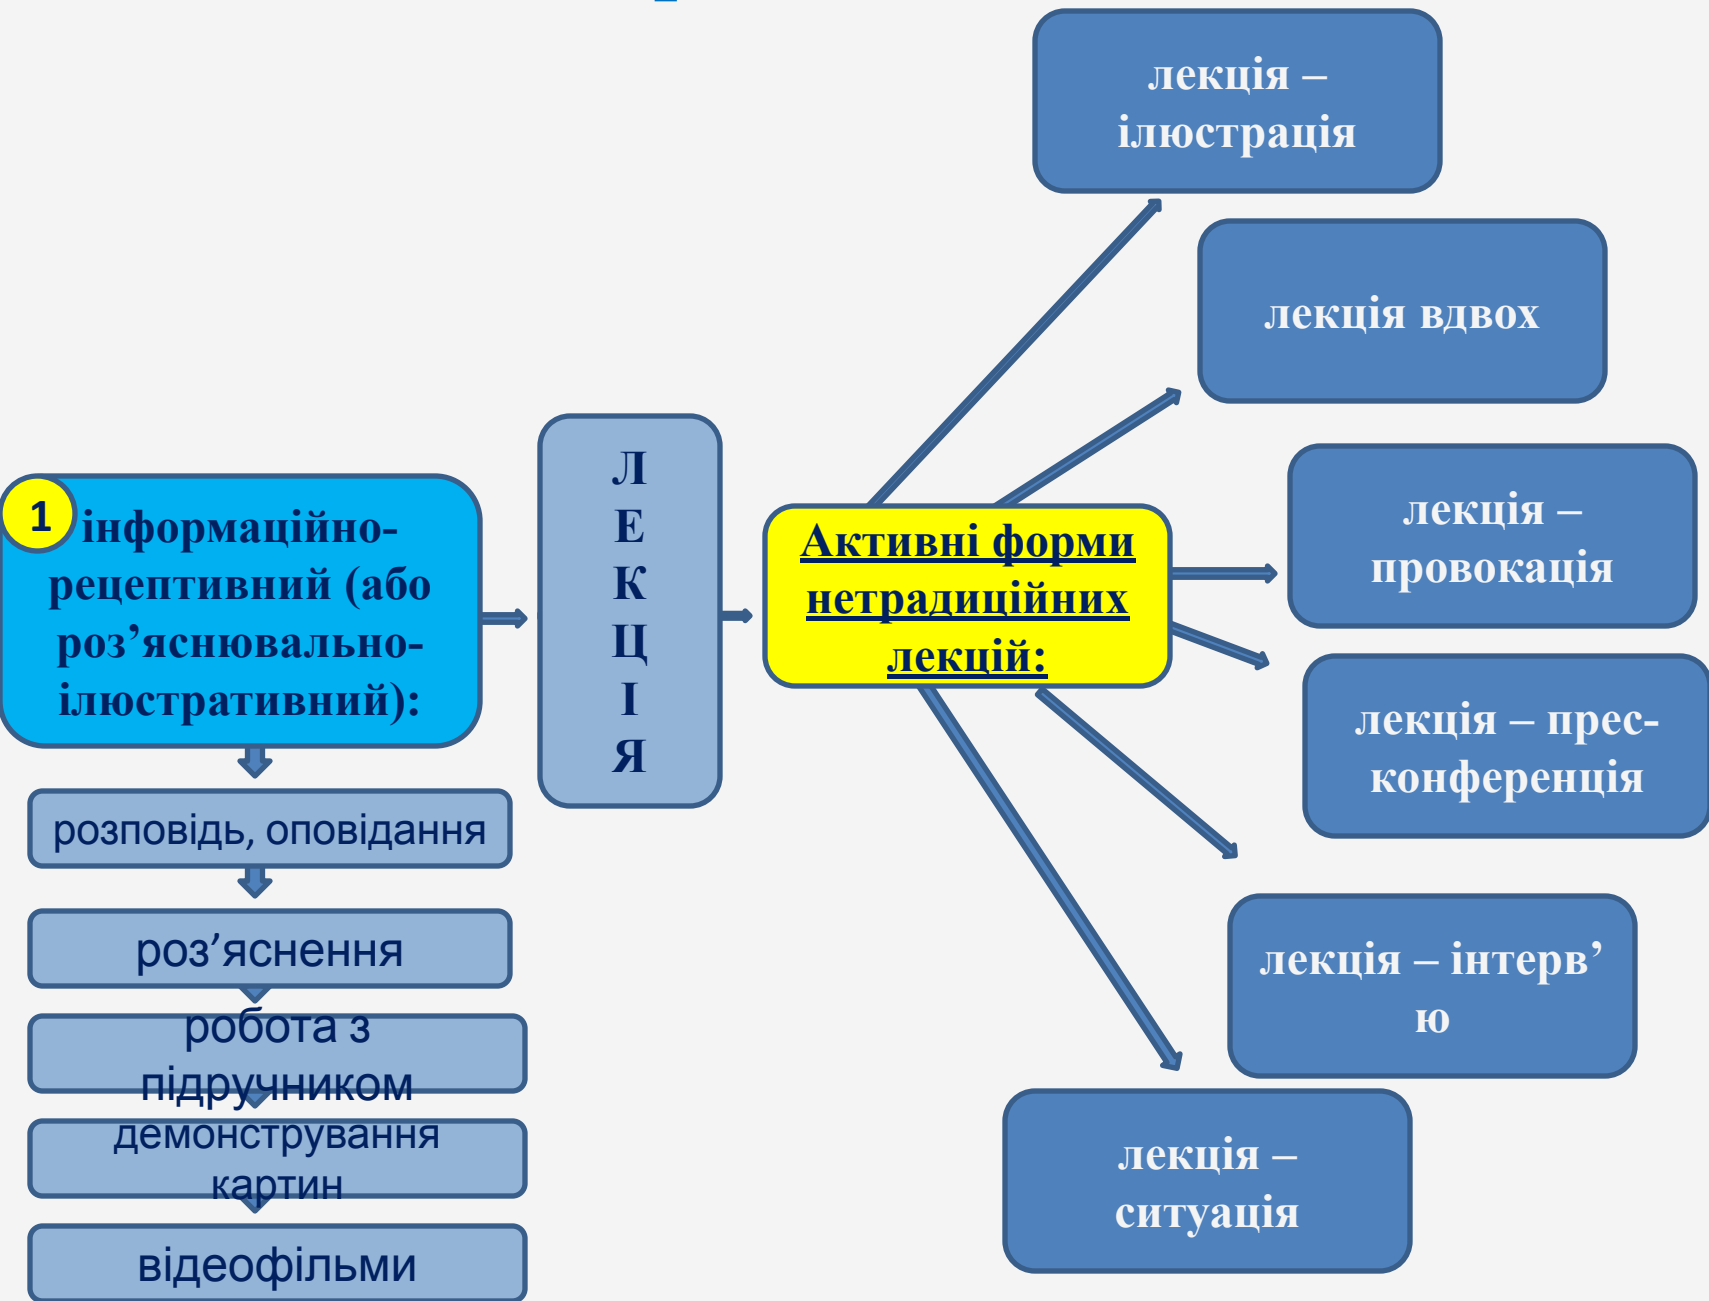 1
інформаційно-
рецептивний (або
роз’яснювально-
ілюстративний):
розповідь, оповідання
роз’яснення
робота з
підручником
демонстрування
картин
відеофільми
Л
Е
К
Ц
І
Я
Активні форми
нетрадиційних
лекцій:
лекція –
ілюстрація
лекція вдвох
лекція –
провокація
лекція – прес-
конференція
лекція – інтерв’
ю
лекція –
ситуація